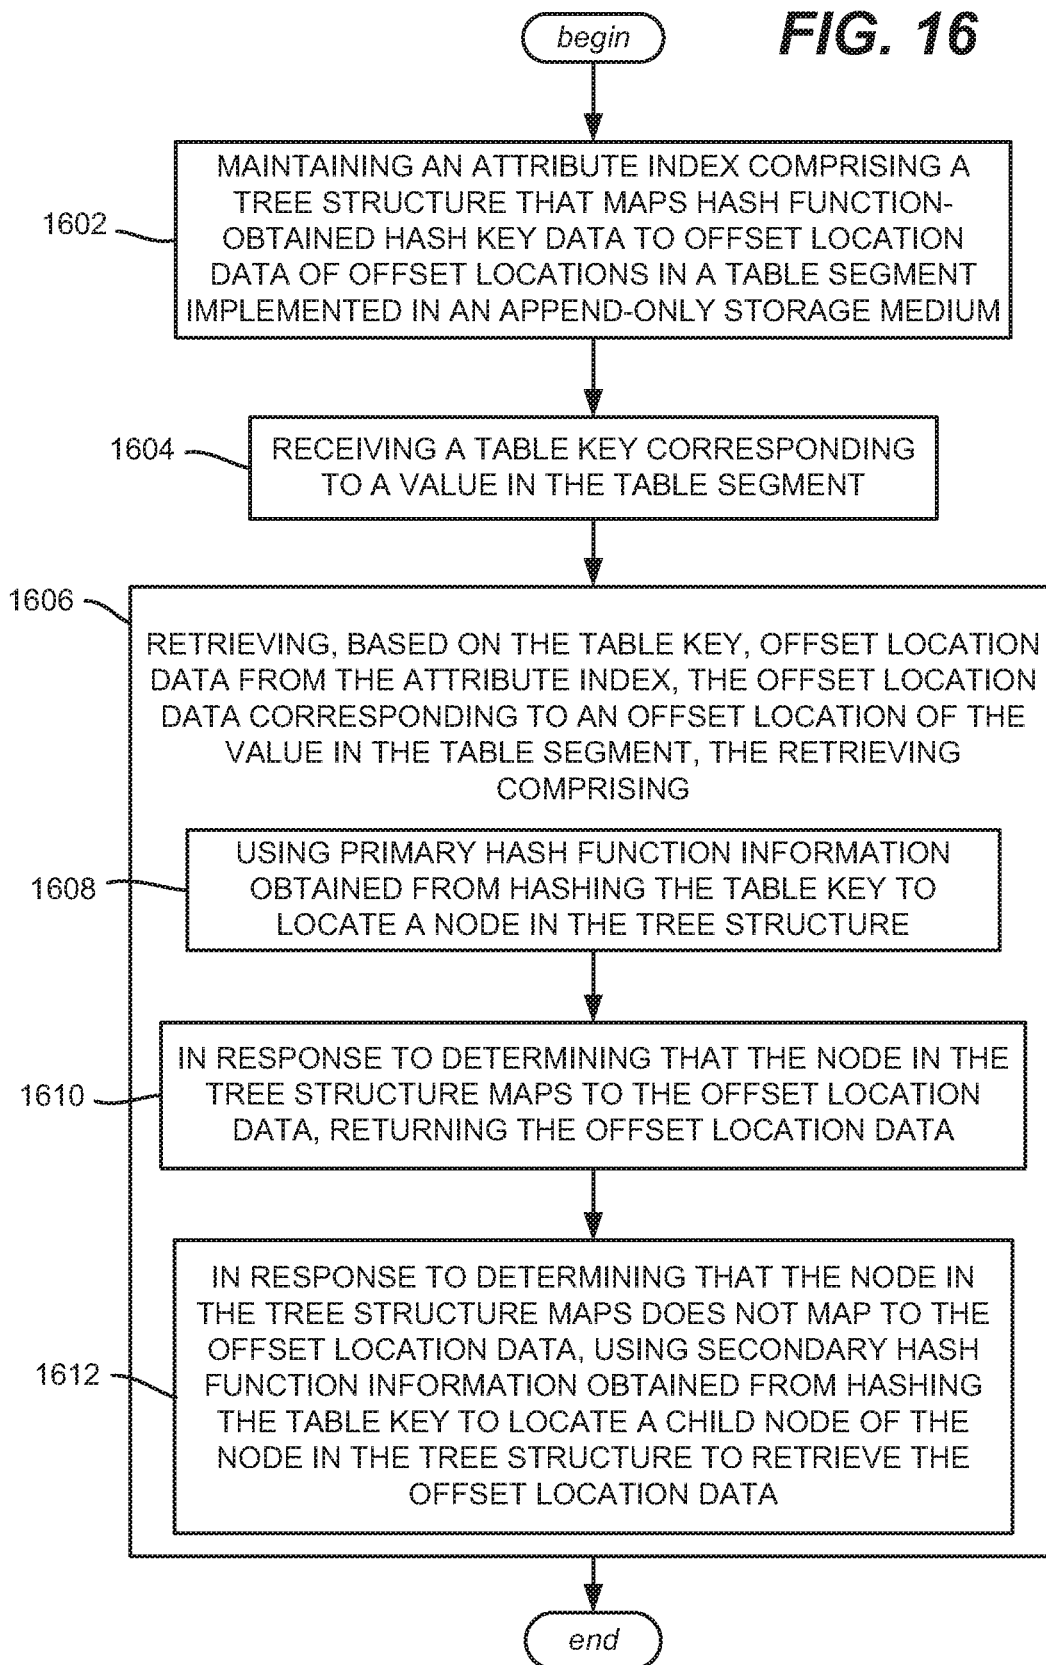 begin
FIG. 16
1602
MAINTAINING AN ATTRIBUTE INDEX COMPRISING A
TREE STRUCTURE THAT MAPS HASH FUNCTION-
OBTAINED HASH KEY DATA TO OFFSET LOCATION
DATA OF OFFSET LOCATIONS IN A TABLE SEGMENT
IMPLEMENTED IN AN APPEND-ONLY STORAGE MEDIUM
1604
RECEIVING A TABLE KEY CORRESPONDING
TO A VALUE IN THE TABLE SEGMENT
1606
RETRIEVING, BASED ON THE TABLE KEY, OFFSET LOCATION
DATA FROM THE ATTRIBUTE INDEX, THE OFFSET LOCATION
DATA CORRESPONDING TO AN OFFSET LOCATION OF THE
VALUE IN THE TABLE SEGMENT, THE RETRIEVING
COMPRISING
1608
USING PRIMARY HASH FUNCTION INFORMATION
OBTAINED FROM HASHING THE TABLE KEY TO
LOCATE A NODE IN THE TREE STRUCTURE
1610
IN RESPONSE TO DETERMINING THAT THE NODE IN THE
TREE STRUCTURE MAPS TO THE OFFSET LOCATION
DATA, RETURNING THE OFFSET LOCATION DATA
1612
IN RESPONSE TO DETERMINING THAT THE NODE IN
THE TREE STRUCTURE MAPS DOES NOT MAP TO THE
OFFSET LOCATION DATA, USING SECONDARY HASH
FUNCTION INFORMATION OBTAINED FROM HASHING
THE TABLE KEY TO LOCATE A CHILD NODE OF THE
NODE IN THE TREE STRUCTURE TO RETRIEVE THE
OFFSET LOCATION DATA
end